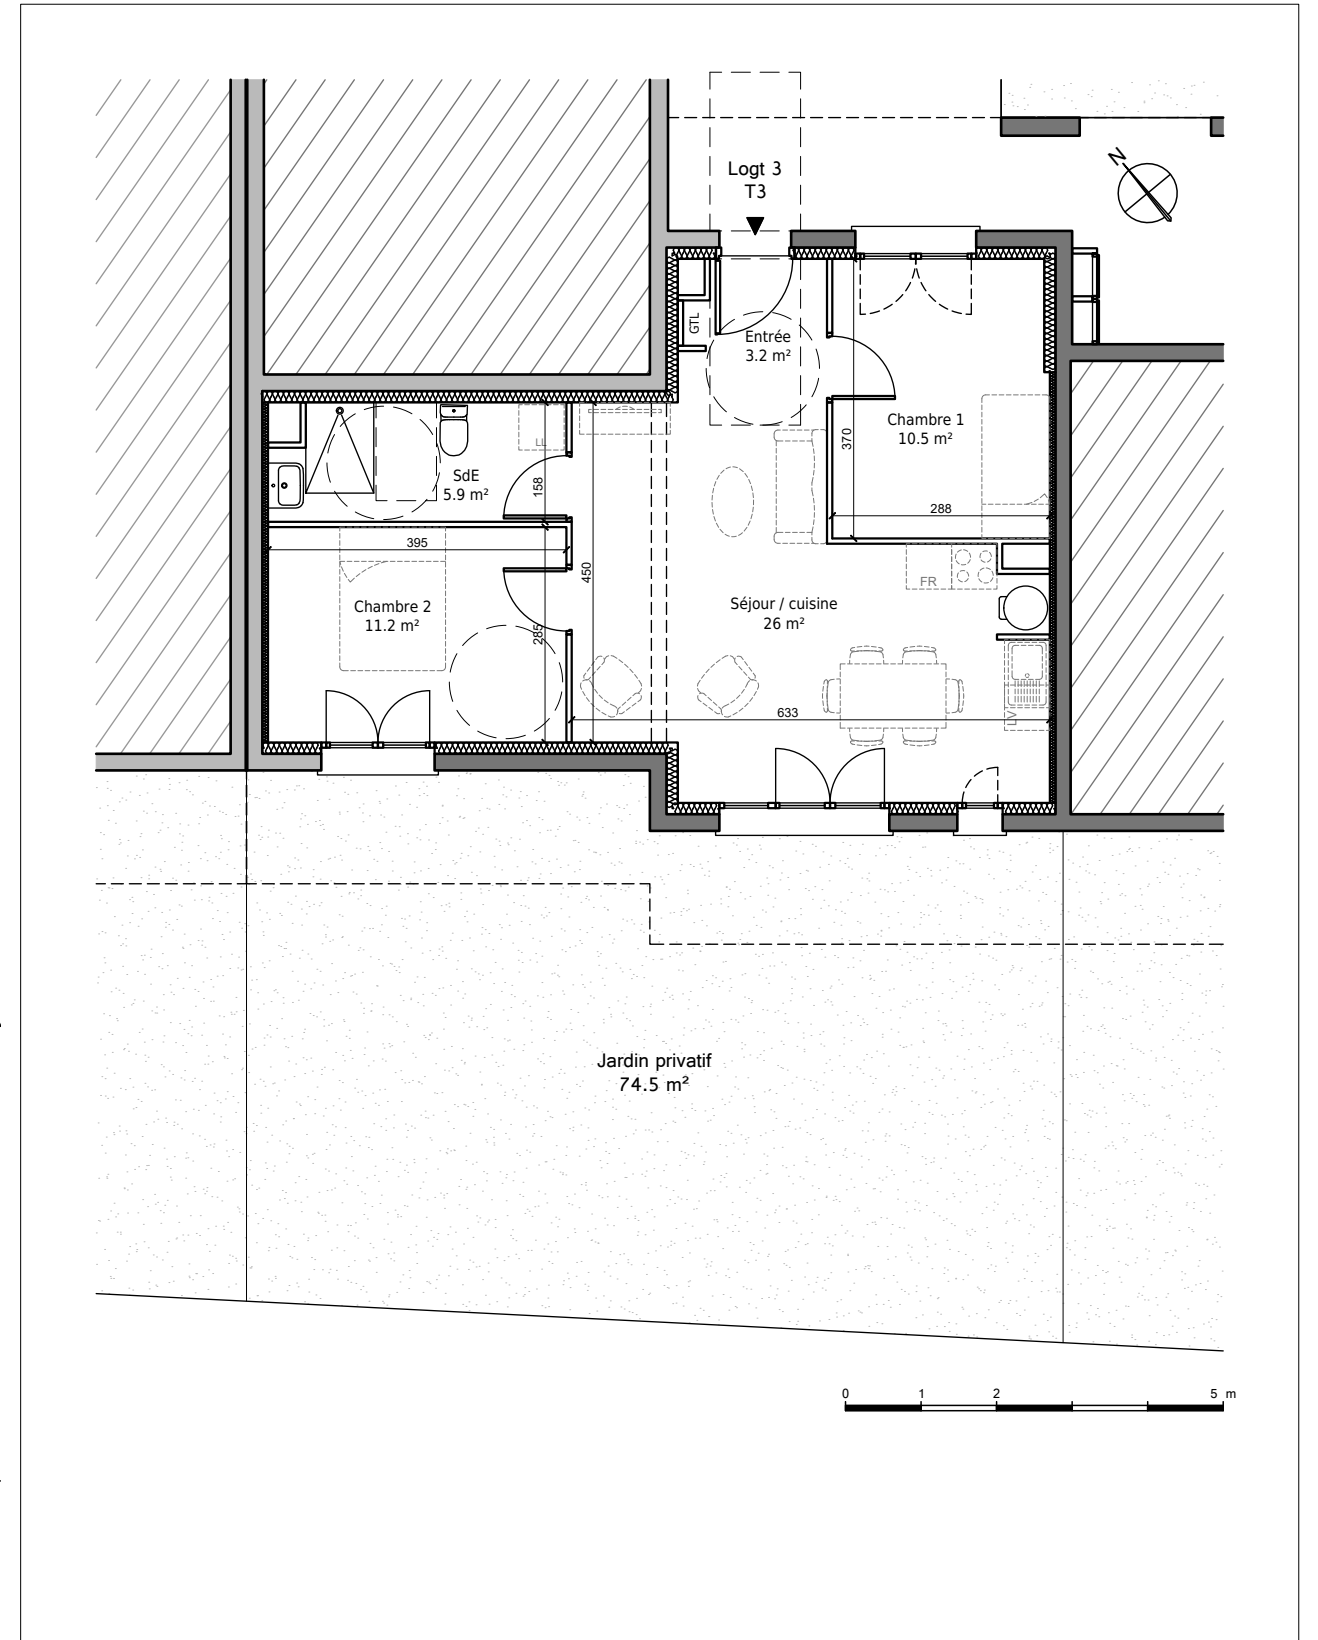 N
Logt 3
T3
GTL
Entrée
3.2 m²
Chambre 1
10.5 m²
370
288
LL
SdE
5.9 m²
158
395
450
Chambre 2
11.2 m²
285
Séjour / cuisine
26 m²
FR
LV
633
Jardin privatif
74.5 m²
0 1 2 5 m